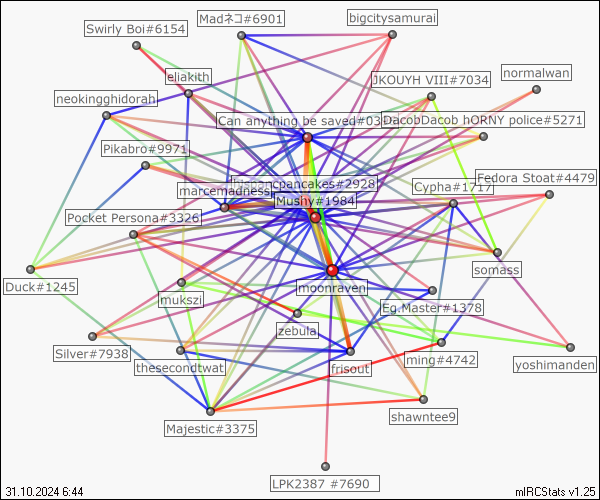 Madネコ#6901
bigcitysamurai
Swirly Boi#6154
eliakith
JKOUYH VIII#7034
normalwan
neokingghidorah
Can anything be saved#03
DacobDacob hORNY police#5271
Pikabro#9971
Fedora Stoat#4479
marcemadness
pancakes#2928
Cypha#1717
Mushy#1984
Pocket Persona#3326
somass
Duck#1245
moonraven
mukszi
Eg.Master#1378
zebula
Silver#7938
thesecondtwat
frisout
ming#4742
yoshimanden
shawntee9
Majestic#3375
LPK2387 #7690
31.10.2024 6:44
mIRCStats v1.25